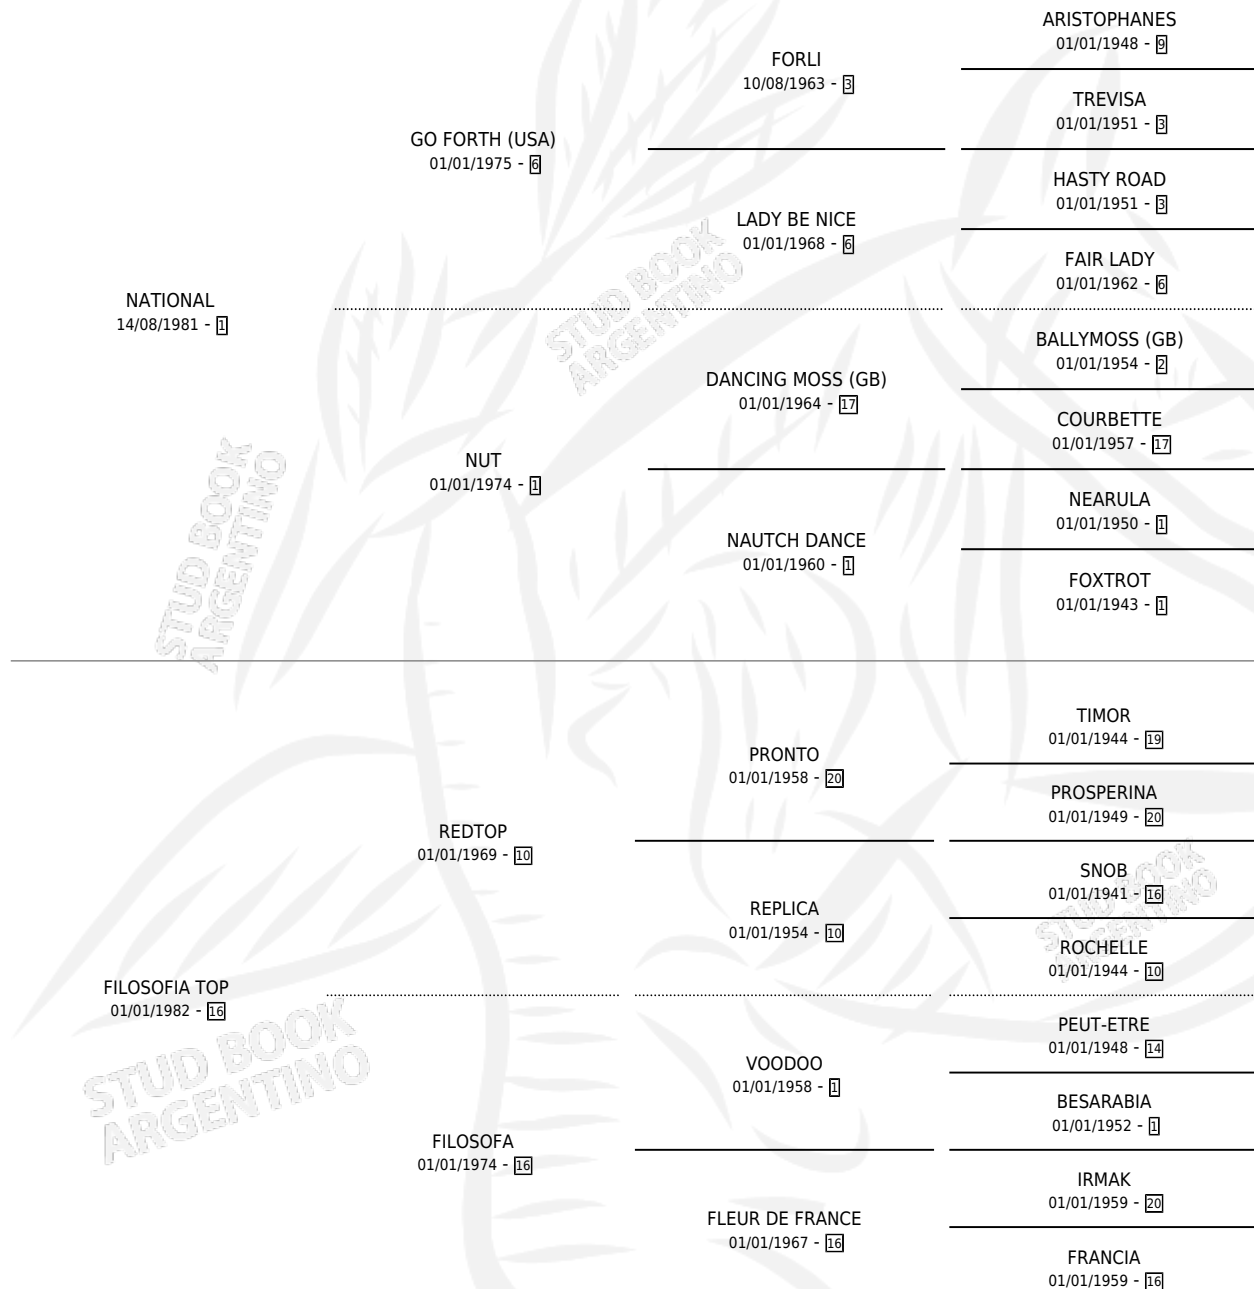 ARISTOPHANES
01/01/1948 - 9
FORLI
10/08/1963 - 3
TREVISA
01/01/1951 - 3
GO FORTH (USA)
01/01/1975 - 6
HASTY ROAD
01/01/1951 - 3
LADY BE NICE
01/01/1968 - 6
FAIR LADY
01/01/1962 - 6
NATIONAL
14/08/1981 - 1
BALLYMOSS (GB)
01/01/1954 - 2
DANCING MOSS (GB)
01/01/1964 - 17
COURBETTE
01/01/1957 - 17
NUT
01/01/1974 - 1
NEARULA
01/01/1950 - 1
NAUTCH DANCE
01/01/1960 - 1
FOXTROT
01/01/1943 - 1
TIMOR
01/01/1944 - 19
PRONTO
01/01/1958 - 20
PROSPERINA
01/01/1949 - 20
REDTOP
01/01/1969 - 10
SNOB
01/01/1941 - 16
REPLICA
01/01/1954 - 10
ROCHELLE
01/01/1944 - 10
FILOSOFIA TOP
01/01/1982 - 16
PEUT-ETRE
01/01/1948 - 14
VOODOO
01/01/1958 - 1
BESARABIA
01/01/1952 - 1
FILOSOFA
01/01/1974 - 16
IRMAK
01/01/1959 - 20
FLEUR DE FRANCE
01/01/1967 - 16
FRANCIA
01/01/1959 - 16
STUD BOOK
ARGENTINO
STUD BOOK
ARGENTINO
STUD BOOK
ARGENTINO
STUD BOOK
ARGENTINO